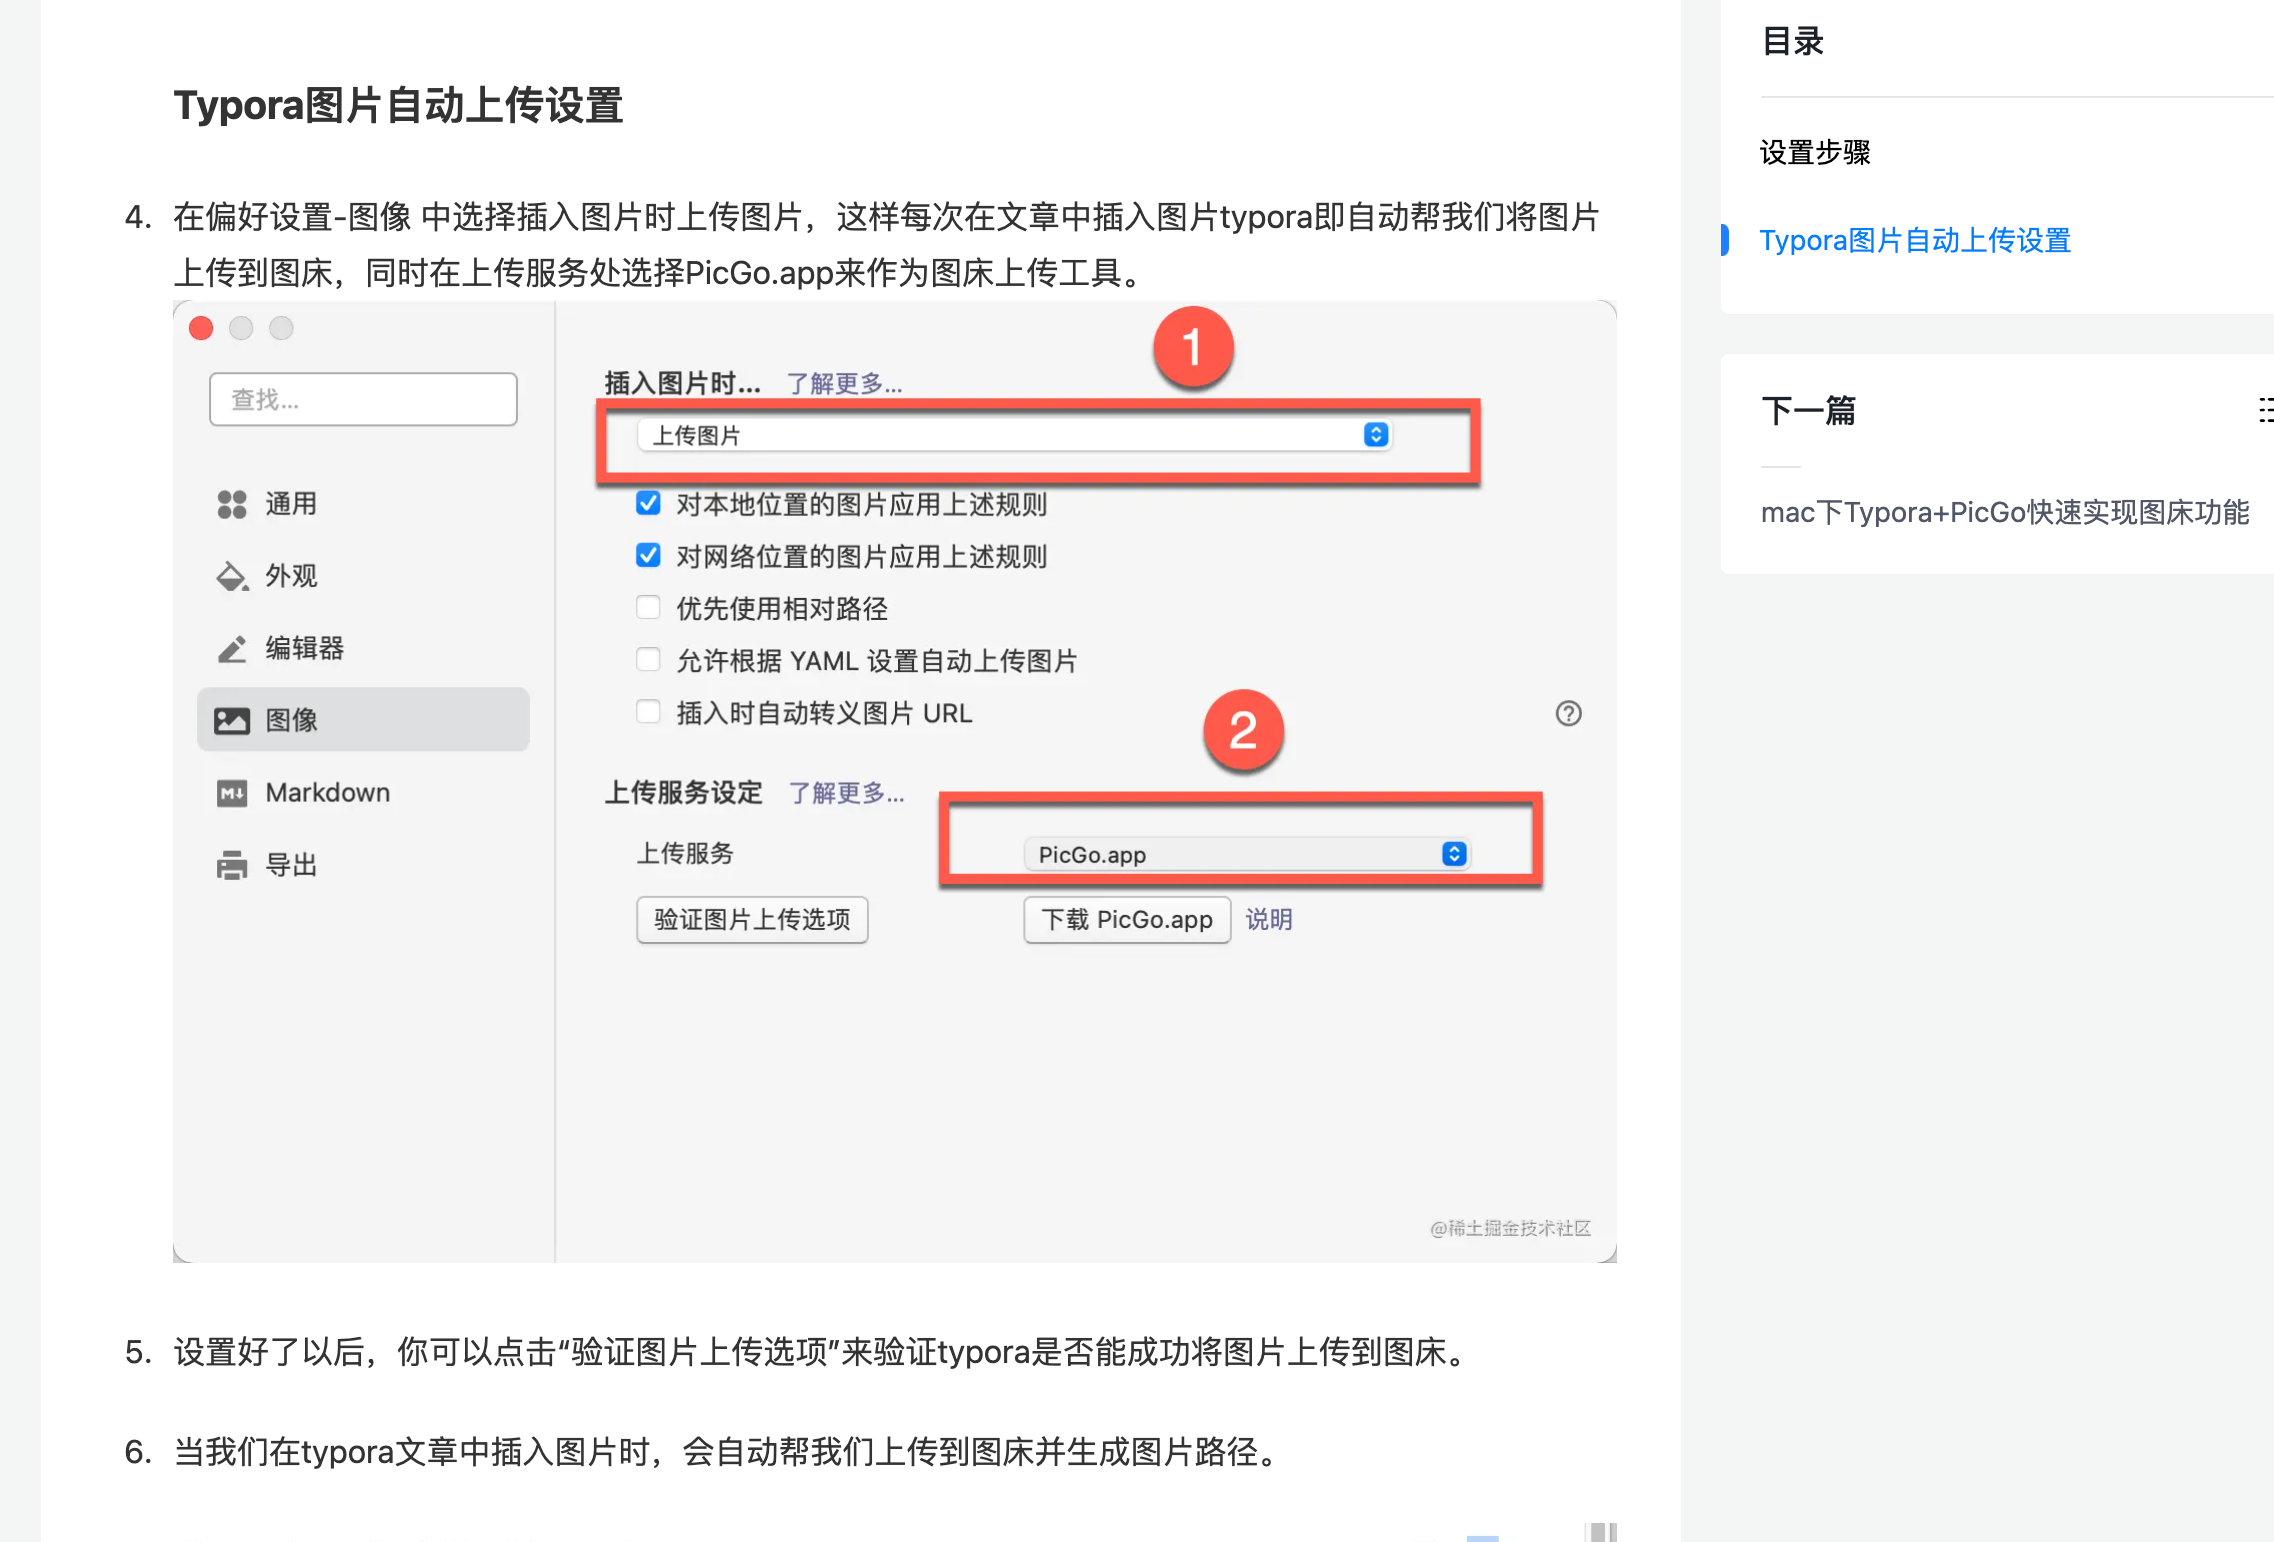 Typora图片自动上传设置
4. 在偏好设置-图像 中选择插入图片时上传图片，这样每次在文章中插入图片typora即自动帮我们将图片
上传到图床，同时在上传服务处选择PicGo.app来作为图床上传工具。
1
查找...
插入图片时... 了解更多...
上传图片
对本地位置的图片应用上述规则
对网络位置的图片应用上述规则
优先使用相对路径
允许根据 YAML 设置自动上传图片
插入时自动转义图片 URL
?
通用
外观
编辑器
图像
M↓ Markdown
导出
2
上传服务设定 了解更多...
上传服务
PicGo.app
验证图片上传选项
下载 PicGo.app 说明
@稀土掘金技术社区
5. 设置好了以后，你可以点击“验证图片上传选项”来验证typora是否能成功将图片上传到图床。
6. 当我们在typora文章中插入图片时，会自动帮我们上传到图床并生成图片路径。
目录
设置步骤
Typora图片自动上传设置
下一篇
mac下Typora+PicGo快速实现图床功能